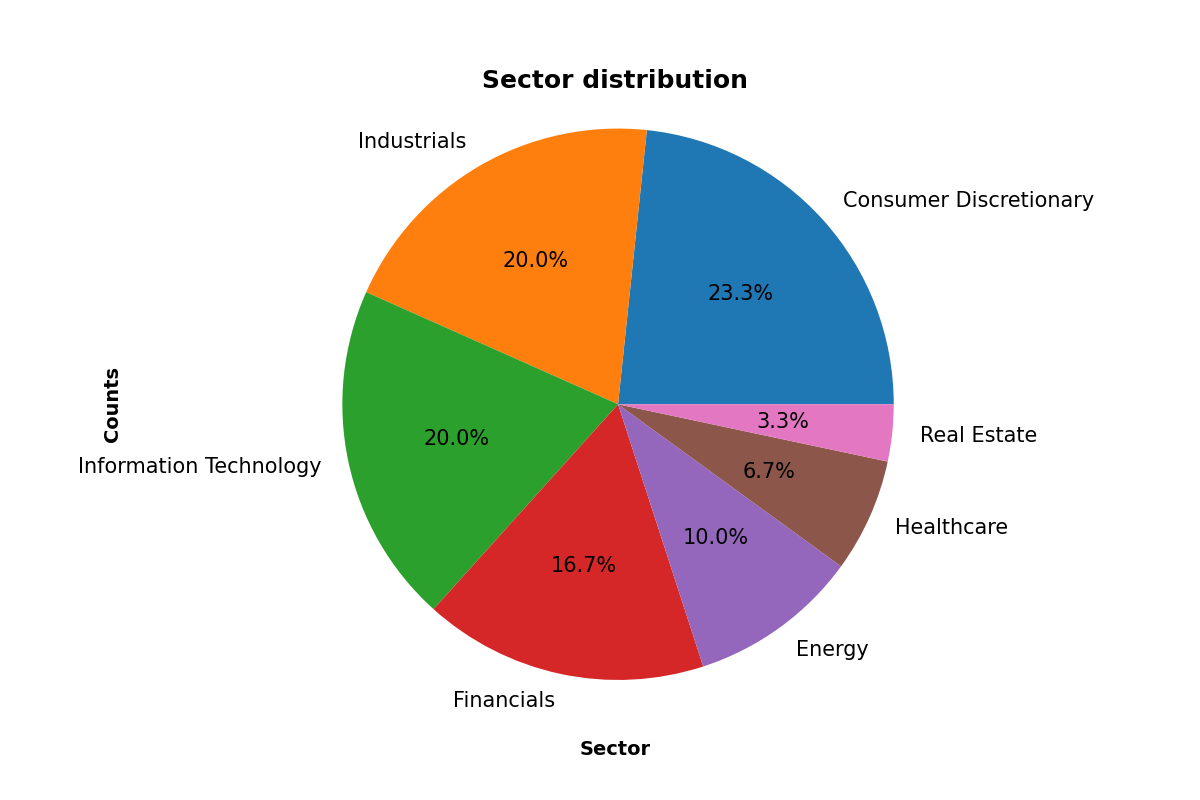 Sector distribution
Industrials
Consumer Discretionary
20.0%
23.3%
Counts
3.3%
Real Estate
20.0%
Information Technology
6.7%
Healthcare
10.0%
16.7%
Energy
Financials
Sector